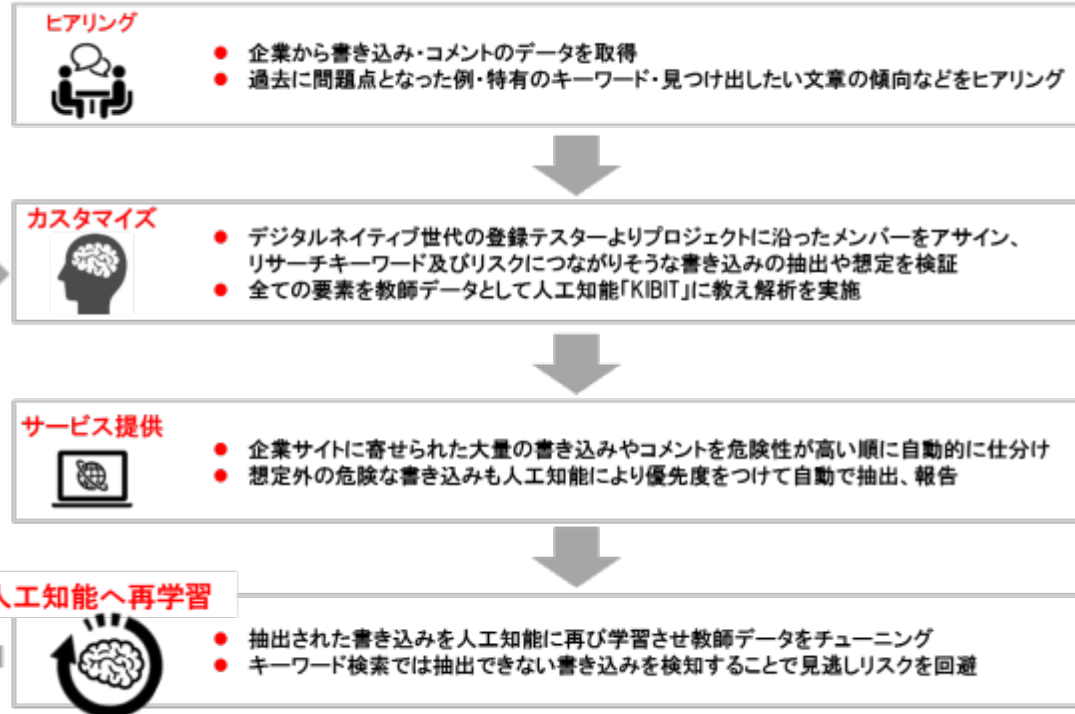 ヒアリング
● 企業から書き込み・コメントのデータを取得
● 過去に問題点となった例・特有のキーワード・見つけ出したい文章の傾向などをヒアリング
カスタマイズ
● デジタルネイティブ世代の登録テスターよりプロジェクトに沿ったメンバーをアサイン、
リサーチキーワード及びリスクにつながりそうな書き込みの抽出や想定を検証
● 全ての要素を教師データとして人工知能「KIBIT」に教え解析を実施
サービス提供
● 企業サイトに寄せられた大量の書き込みやコメントを危険性が高い順に自動的に仕分け
● 想定外の危険な書き込みも人工知能により優先度をつけて自動で抽出、報告
人工知能へ再学習
● 抽出された書き込みを人工知能に再び学習させ教師データをチューニング
● キーワード検索では抽出できない書き込みを検知することで見逃しリスクを回避